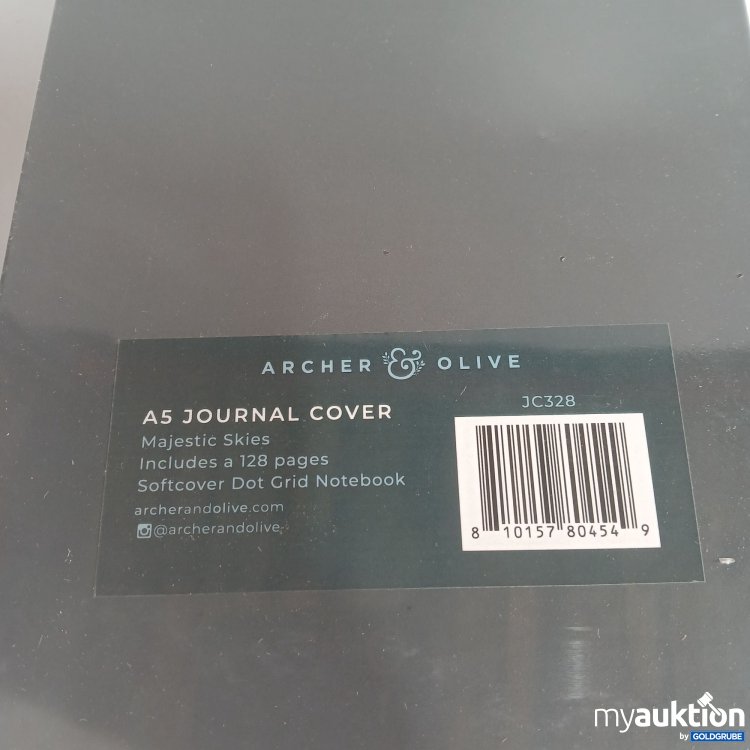 ARCHER & OLIVE
A5 JOURNAL COVER
Majestic Skies
Includes a 128 pages
Softcover Dot Grid Notebook
archerandolive.com
@archerandolive
JC328
8 10157 80454 9
myauktion
by GOLDGRUBE